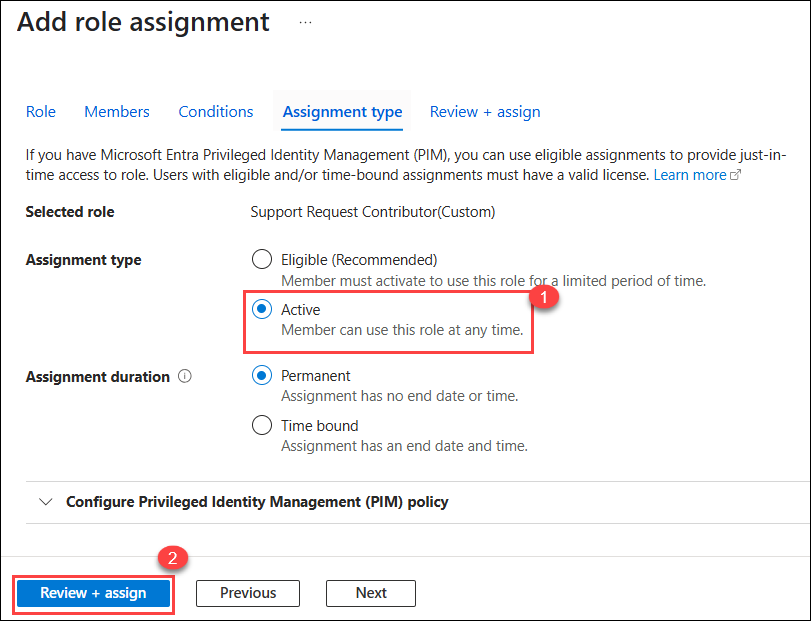 Add role assignment ...
Role Members Conditions Assignment type Review + assign
If you have Microsoft Entra Privileged Identity Management (PIM), you can use eligible assignments to provide just-in-
time access to role. Users with eligible and/or time-bound assignments must have a valid license. Learn more
Selected role Support Request Contributor(Custom)
Assignment type Eligible (Recommended)
Member must activate to use this role for a limited period of time.
1
Active
Member can use this role at any time.
Assignment duration Permanent
Assignment has no end date or time.
Time bound
Assignment has an end date and time.
Configure Privileged Identity Management (PIM) policy
2
Review + assign Previous Next